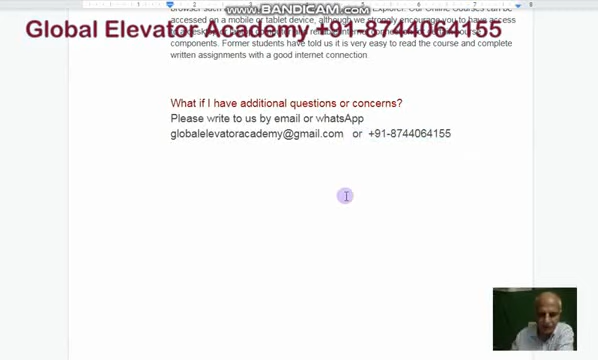 www.BANDICAM.com
accessed on a mobile or tablet device, although we strongly encourage you to have access
Global Elevator Academy +91-8744064155
components. Former students have told us it is very easy to read the course and complete
written assignments with a good internet connection.
What if I have additional questions or concerns?
Please write to us by email or whatsApp
globalelevatoracademy@gmail.com or +91-8744064155